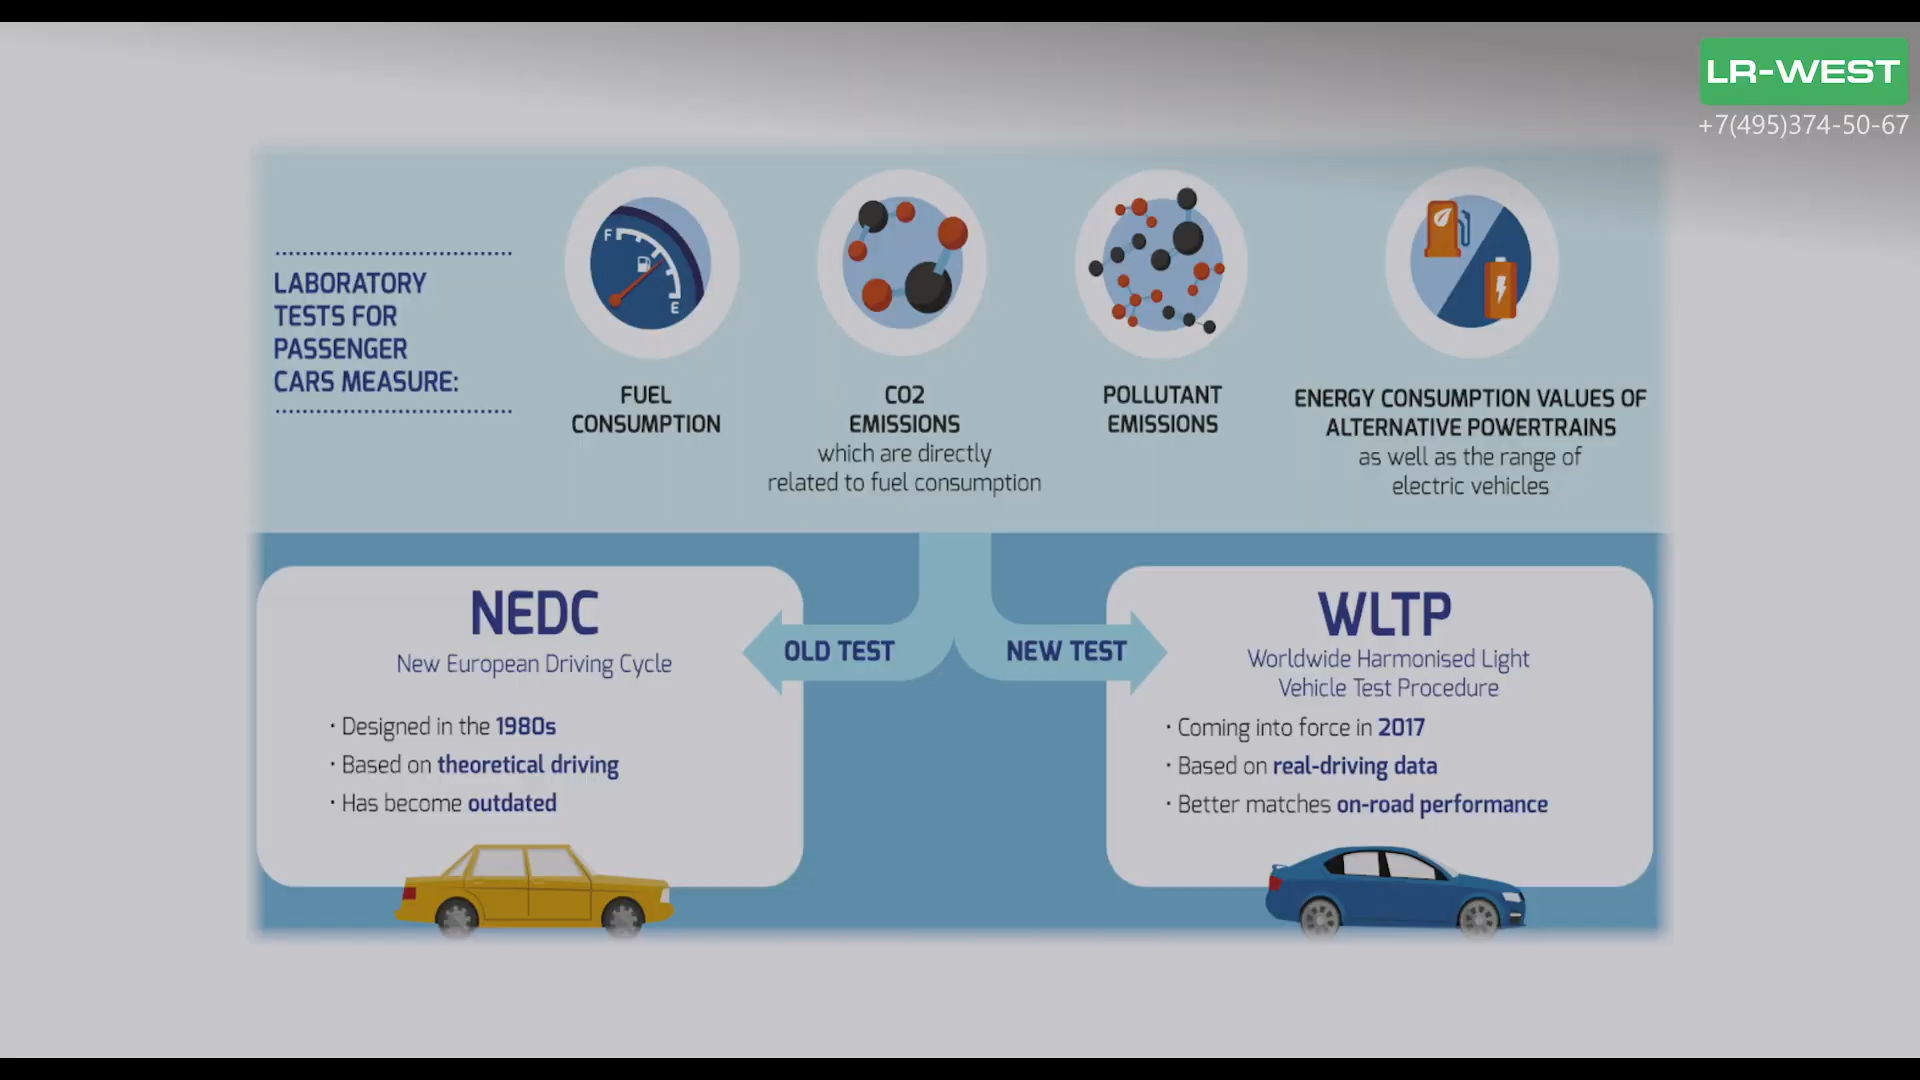 LR-WEST
+7(495)374-50-67
LABORATORY
TESTS FOR
PASSENGER
CARS MEASURE:
F
E
FUEL
CONSUMPTION
CO2
EMISSIONS
which are directly
related to fuel consumption
POLLUTANT
EMISSIONS
ENERGY CONSUMPTION VALUES OF
ALTERNATIVE POWERTRAINS
as well as the range of
electric vehicles
OLD TEST
NEW TEST
NEDC
New European Driving Cycle
· Designed in the 1980s
· Based on theoretical driving
· Has become outdated
WLTP
Worldwide Harmonised Light
Vehicle Test Procedure
· Coming into force in 2017
· Based on real-driving data
· Better matches on-road performance